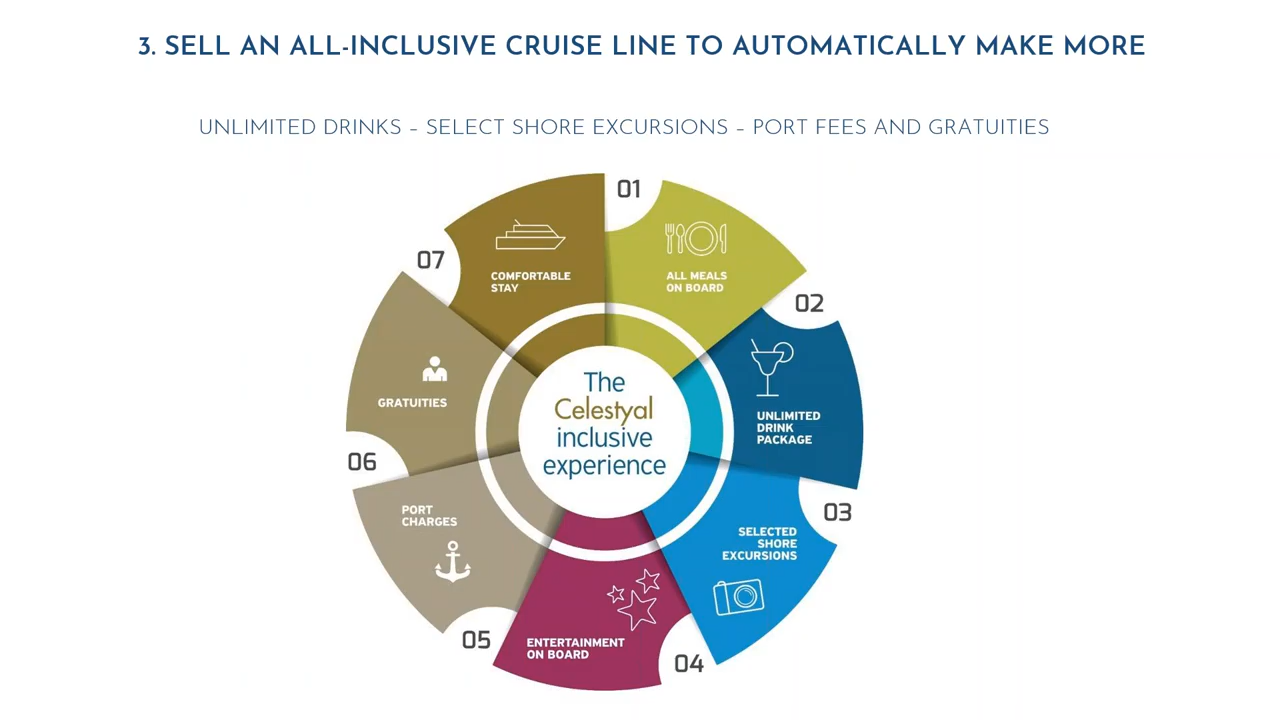 3. SELL AN ALL-INCLUSIVE CRUISE LINE TO AUTOMATICALLY MAKE MORE
UNLIMITED DRINKS – SELECT SHORE EXCURSIONS – PORT FEES AND GRATUITIES
01
ALL MEALS
ON BOARD
02
UNLIMITED
DRINK
PACKAGE
03
SELECTED
SHORE
EXCURSIONS
04
ENTERTAINMENT
ON BOARD
05
PORT
CHARGES
06
GRATUITIES
07
COMFORTABLE
STAY
The
Celestyal
inclusive
experience